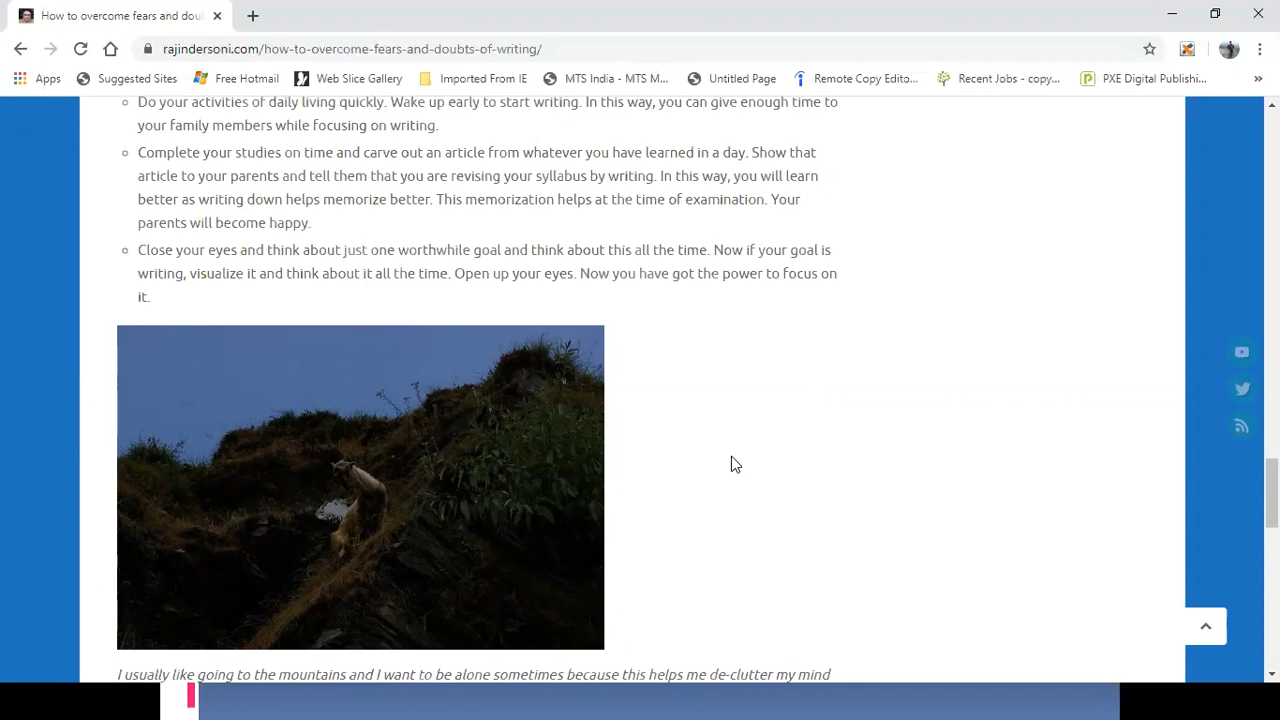 How to overcome fears and dou
rajindersoni.com/how-to-overcome-fears-and-doubts-of-writing/
Apps Suggested Sites Free Hotmail Web Slice Gallery Imported From IE MTS India - MTS M... Untitled Page Remote Copy Edito... Recent Jobs - copy... PXE Digital Publishi... »
Do your activities of daily living quickly. Wake up early to start writing. In this way, you can give enough time to
your family members while focusing on writing.
Complete your studies on time and carve out an article from whatever you have learned in a day. Show that
article to your parents and tell them that you are revising your syllabus by writing. In this way, you will learn
better as writing down helps memorize better. This memorization helps at the time of examination. Your
parents will become happy.
Close your eyes and think about just one worthwhile goal and think about this all the time. Now if your goal is
writing, visualize it and think about it all the time. Open up your eyes. Now you have got the power to focus on
it.
I usually like going to the mountains and I want to be alone sometimes because this helps me de-clutter my mind